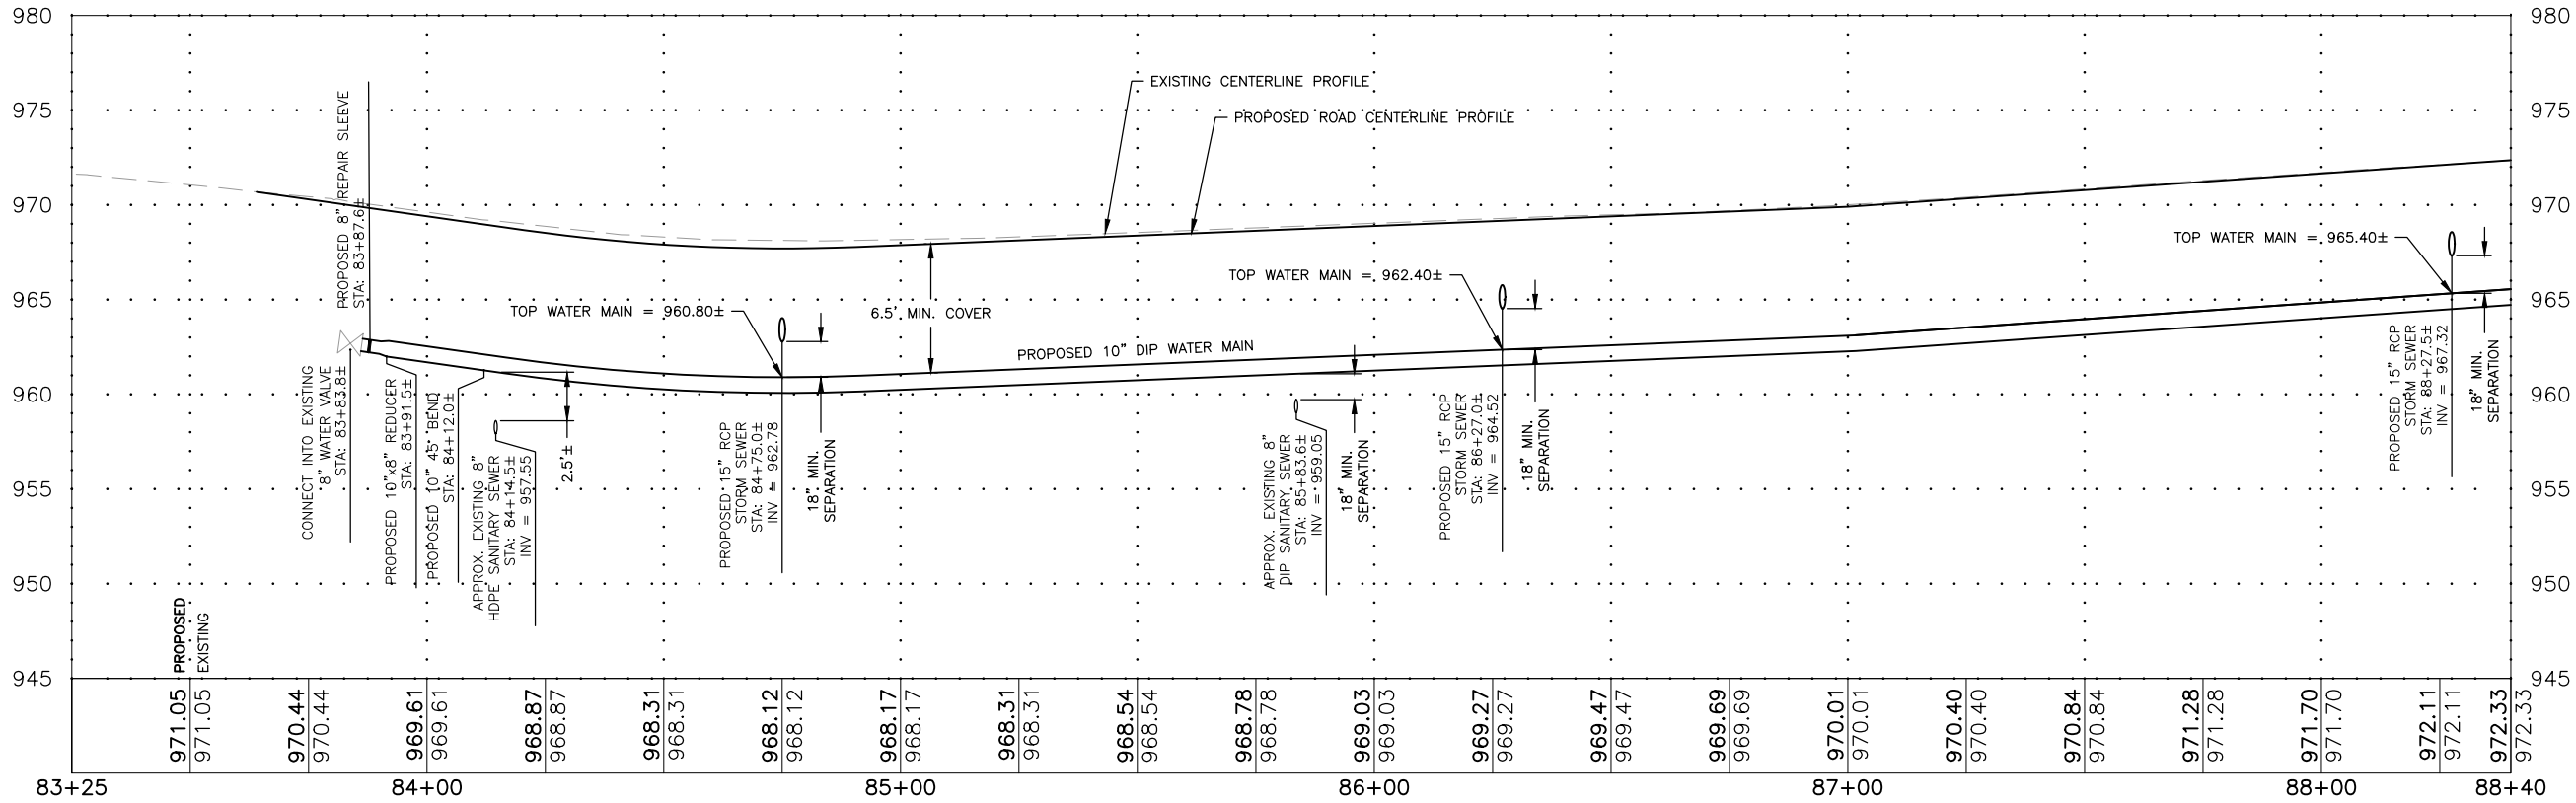 980
980
975
975
970
970
965
965
960
960
955
955
950
950
945
945
EXISTING CENTERLINE PROFILE
PROPOSED ROAD CENTERLINE PROFILE
PROPOSED 8" REPAIR SLEEVE
STA: 83+87.6±
TOP WATER MAIN = 960.80±
6.5' MIN. COVER
PROPOSED 10" DIP WATER MAIN
TOP WATER MAIN = 962.40±
TOP WATER MAIN = 965.40±
CONNECT INTO EXISTING
8" WATER VALVE
STA: 83+83.8±
PROPOSED 10"x8" REDUCER
STA: 83+91.5±
PROPOSED 10" 45° BEND
STA: 84+12.0±
APPROX. EXISTING 8"
HDPE SANITARY SEWER
STA: 84+14.5±
INV = 957.55
2.5'±
PROPOSED 15" RCP
STORM SEWER
STA: 84+75.0±
INV = 962.78
18" MIN.
SEPARATION
APPROX. EXISTING 8"
DIP SANITARY SEWER
STA: 85+83.6±
INV = 959.05
18" MIN.
SEPARATION
PROPOSED 15" RCP
STORM SEWER
STA: 86+27.0±
INV = 964.52
18" MIN.
SEPARATION
PROPOSED 15" RCP
STORM SEWER
STA: 88+27.5±
INV = 967.32
18" MIN.
SEPARATION
PROPOSED
EXISTING
971.05
971.05
970.44
970.44
969.61
969.61
968.87
968.87
968.31
968.31
968.12
968.12
968.17
968.17
968.31
968.31
968.54
968.54
968.78
968.78
969.03
969.03
969.27
969.27
969.47
969.47
969.69
969.69
970.01
970.01
970.40
970.40
970.84
970.84
971.28
971.28
971.70
971.70
972.11
972.11
972.33
972.33
83+25
84+00
85+00
86+00
87+00
88+00
88+40